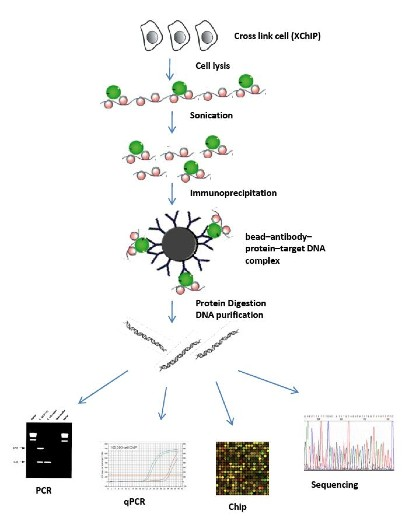 Cross link cell (XChIP)
Cell lysis
Sonication
Immunoprecipitation
bead–antibody–
protein–target DNA
complex
Protein Digestion
DNA purification
PCR
qPCR
Chip
Sequencing